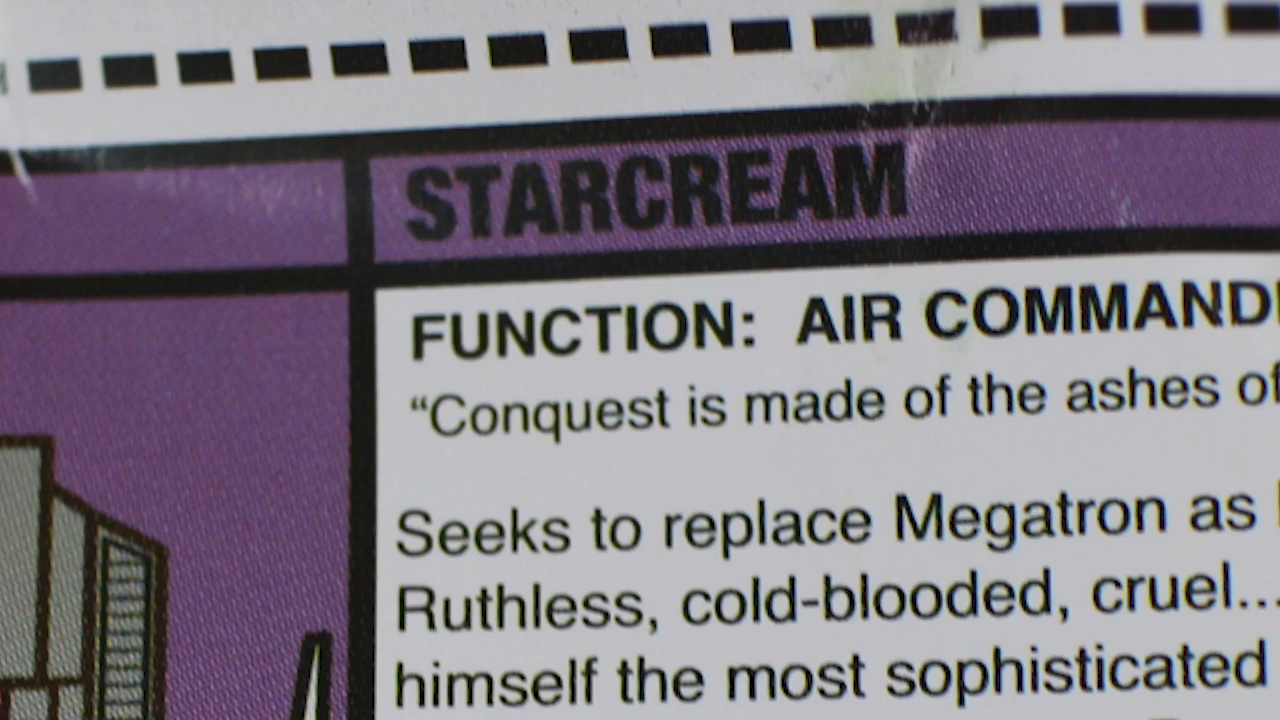 STARCREAM
FUNCTION: AIR COMMAND
“Conquest is made of the ashes of
Seeks to replace Megatron as
Ruthless, cold-blooded, cruel...
himself the most sophisticated